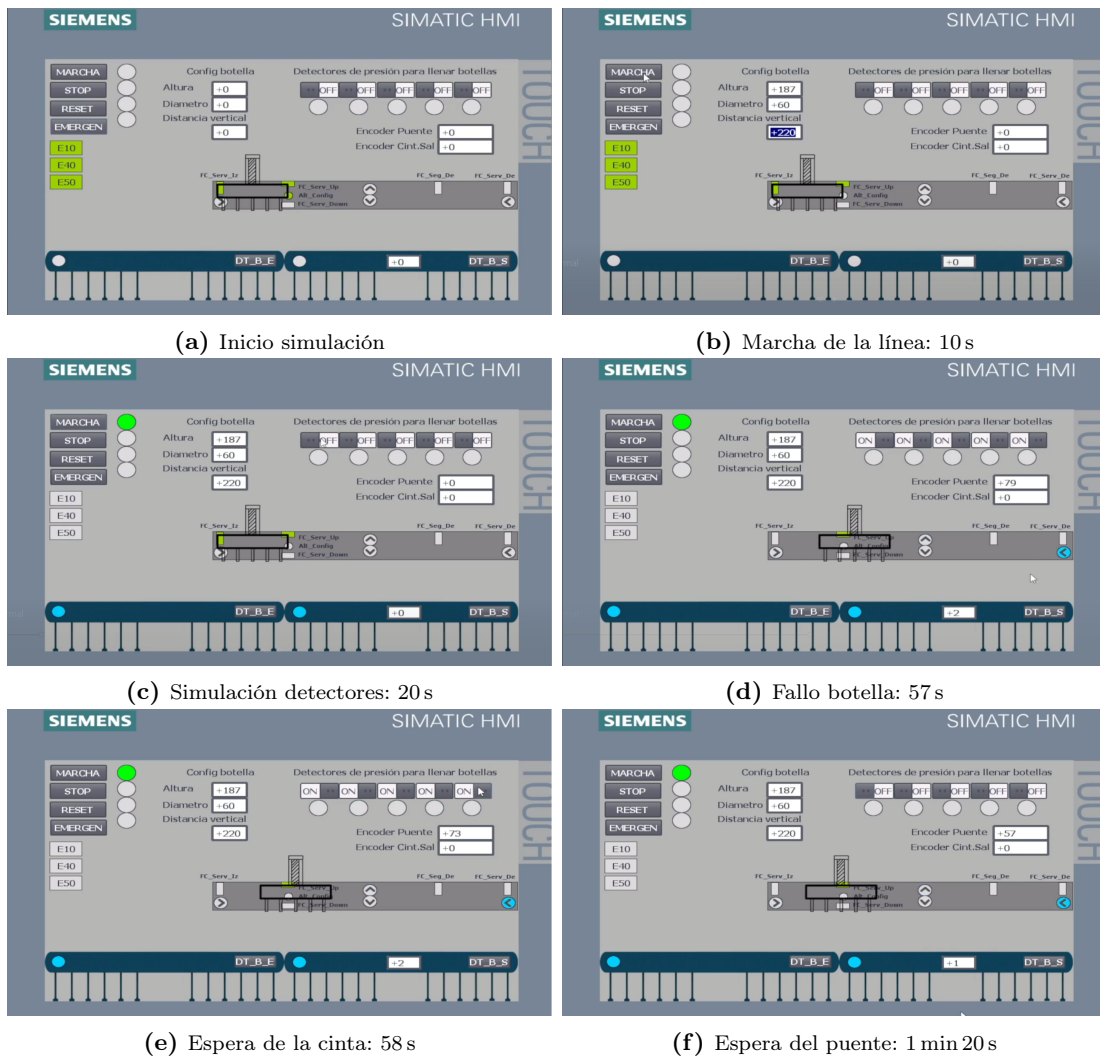 SIEMENS SIMATIC HMI
TOUCH
MARCHA Config botella Detectores de presión para llenar botellas
STOP Altura +0 OFF OFF OFF OFF OFF
RESET Diametro +0
EMERGEN Distancia vertical
+0 Encoder Puente +0
E10 Encoder Cint.Sal +0
E40
E50
FC_Serv_Iz FC_Seg_De FC_Serv_De
FC_Serv_Up
AR_Config
FC_Serv_Down
DT_B_E +0 DT_B_S
(a) Inicio simulación
SIEMENS SIMATIC HMI
TOUCH
MARCHA Config botella Detectores de presión para llenar botellas
STOP Altura +187 OFF OFF OFF OFF OFF
RESET Diametro +60
EMERGEN Distancia vertical
+220 Encoder Puente +0
E10 Encoder Cint.Sal +0
E40
E50
FC_Serv_Iz FC_Seg_De FC_Serv_De
FC_Serv_Up
AR_Config
FC_Serv_Down
DT_B_E +0 DT_B_S
(b) Marcha de la línea: 10 s
SIEMENS SIMATIC HMI
TOUCH
MARCHA Config botella Detectores de presión para llenar botellas
STOP Altura +187 OFF OFF OFF OFF OFF
RESET Diametro +60
EMERGEN Distancia vertical
+220 Encoder Puente +0
E10 Encoder Cint.Sal +0
E40
E50
FC_Serv_Iz FC_Seg_De FC_Serv_De
FC_Serv_Up
AR_Config
FC_Serv_Down
DT_B_E +0 DT_B_S
(c) Simulación detectores: 20 s
SIEMENS SIMATIC HMI
TOUCH
MARCHA Config botella Detectores de presión para llenar botellas
STOP Altura +187 ON ON ON ON ON
RESET Diametro +60
EMERGEN Distancia vertical
+220 Encoder Puente +79
E10 Encoder Cint.Sal +0
E40
E50
FC_Serv_Iz FC_Seg_De FC_Serv_De
FC_Serv_Up
AR_Config
FC_Serv_Down
DT_B_E +2 DT_B_S
(d) Fallo botella: 57 s
SIEMENS SIMATIC HMI
TOUCH
MARCHA Config botella Detectores de presión para llenar botellas
STOP Altura +187 ON ON ON ON ON
RESET Diametro +60
EMERGEN Distancia vertical
+220 Encoder Puente +73
E10 Encoder Cint.Sal +0
E40
E50
FC_Serv_Iz FC_Seg_De FC_Serv_De
FC_Serv_Up
AR_Config
FC_Serv_Down
DT_B_E +2 DT_B_S
(e) Espera de la cinta: 58 s
SIEMENS SIMATIC HMI
TOUCH
MARCHA Config botella Detectores de presión para llenar botellas
STOP Altura +187 OFF OFF OFF OFF OFF
RESET Diametro +60
EMERGEN Distancia vertical
+220 Encoder Puente +57
E10 Encoder Cint.Sal +0
E40
E50
FC_Serv_Iz FC_Seg_De FC_Serv_De
FC_Serv_Up
AR_Config
FC_Serv_Down
DT_B_E +1 DT_B_S
(f) Espera del puente: 1 min 20 s